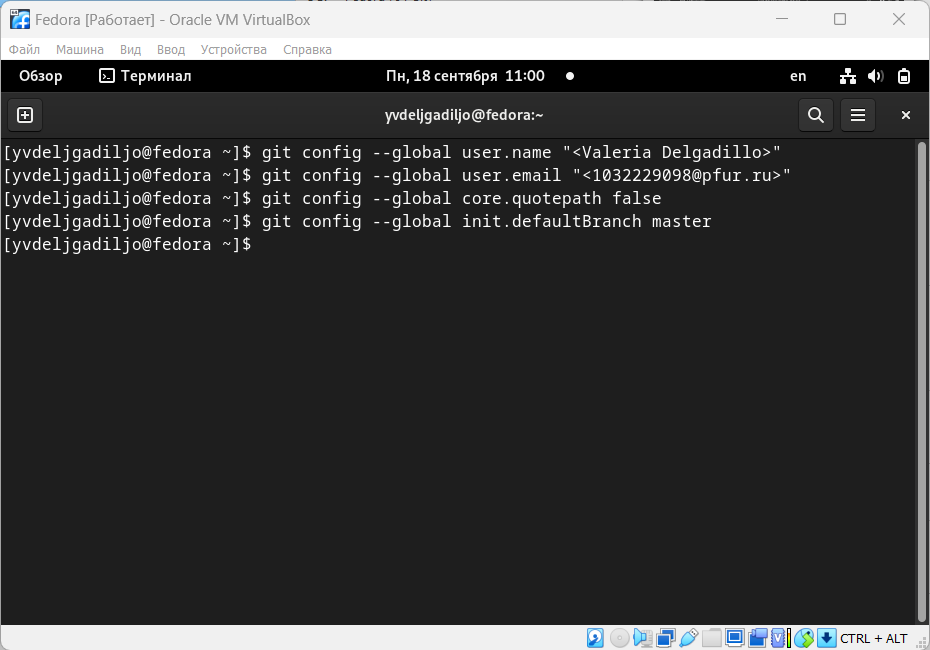 Fedora [Работает] - Oracle VM VirtualBox
Файл Машина Вид Ввод Устройства Справка
Обзор Терминал Пн, 18 сентября 11:00 en
yvdeljgadiljo@fedora:~
[yvdeljgadiljo@fedora ~]$ git config --global user.name "<Valeria Delgadillo>"
[yvdeljgadiljo@fedora ~]$ git config --global user.email "<1032229098@pfur.ru>"
[yvdeljgadiljo@fedora ~]$ git config --global core.quotepath false
[yvdeljgadiljo@fedora ~]$ git config --global init.defaultBranch master
[yvdeljgadiljo@fedora ~]$
CTRL + ALT